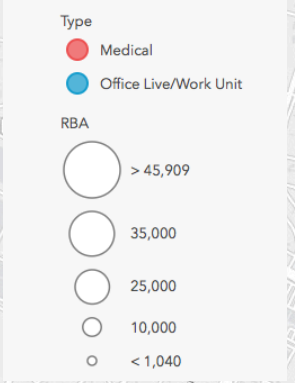 Type
Medical
Office Live/Work Unit
RBA
> 45,909
35,000
25,000
10,000
< 1,040